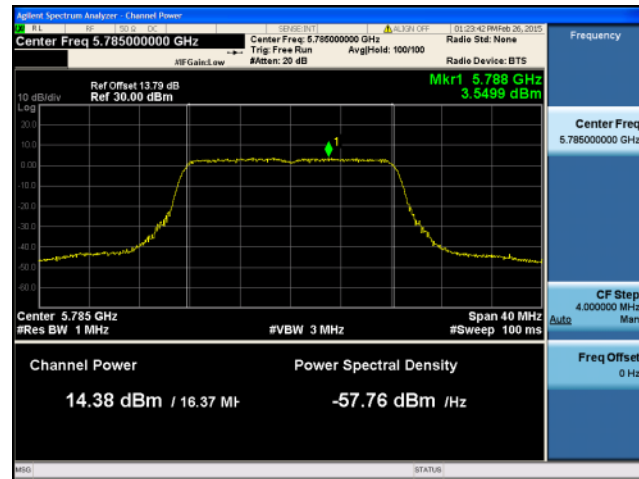 Agilent Spectrum Analyzer - Channel Power
RL RF 50 Ω DC SENSE:INT ALIGN OFF 01:23:42 PM Feb 26, 2015
Center Freq 5.785000000 GHz
Center Freq: 5.785000000 GHz
Radio Std: None
Trig: Free Run Avg|Hold: 100/100
#IFGain:Low #Atten: 20 dB Radio Device: BTS
Ref Offset 13.79 dB
Mkr1 5.788 GHz
10 dB/div Ref 30.00 dBm 3.5499 dBm
Log
20.0
10.0
1
0.00
-10.0
-20.0
-30.0
-40.0
-50.0
-60.0
Center 5.785 GHz Span 40 MHz
#Res BW 1 MHz #VBW 3 MHz #Sweep 100 ms
Channel Power Power Spectral Density
14.38 dBm / 16.37 MH -57.76 dBm /Hz
MSG STATUS
Frequency
Center Freq
5.785000000 GHz
CF Step
4.000000 MHz
Auto Man
Freq Offset
0 Hz